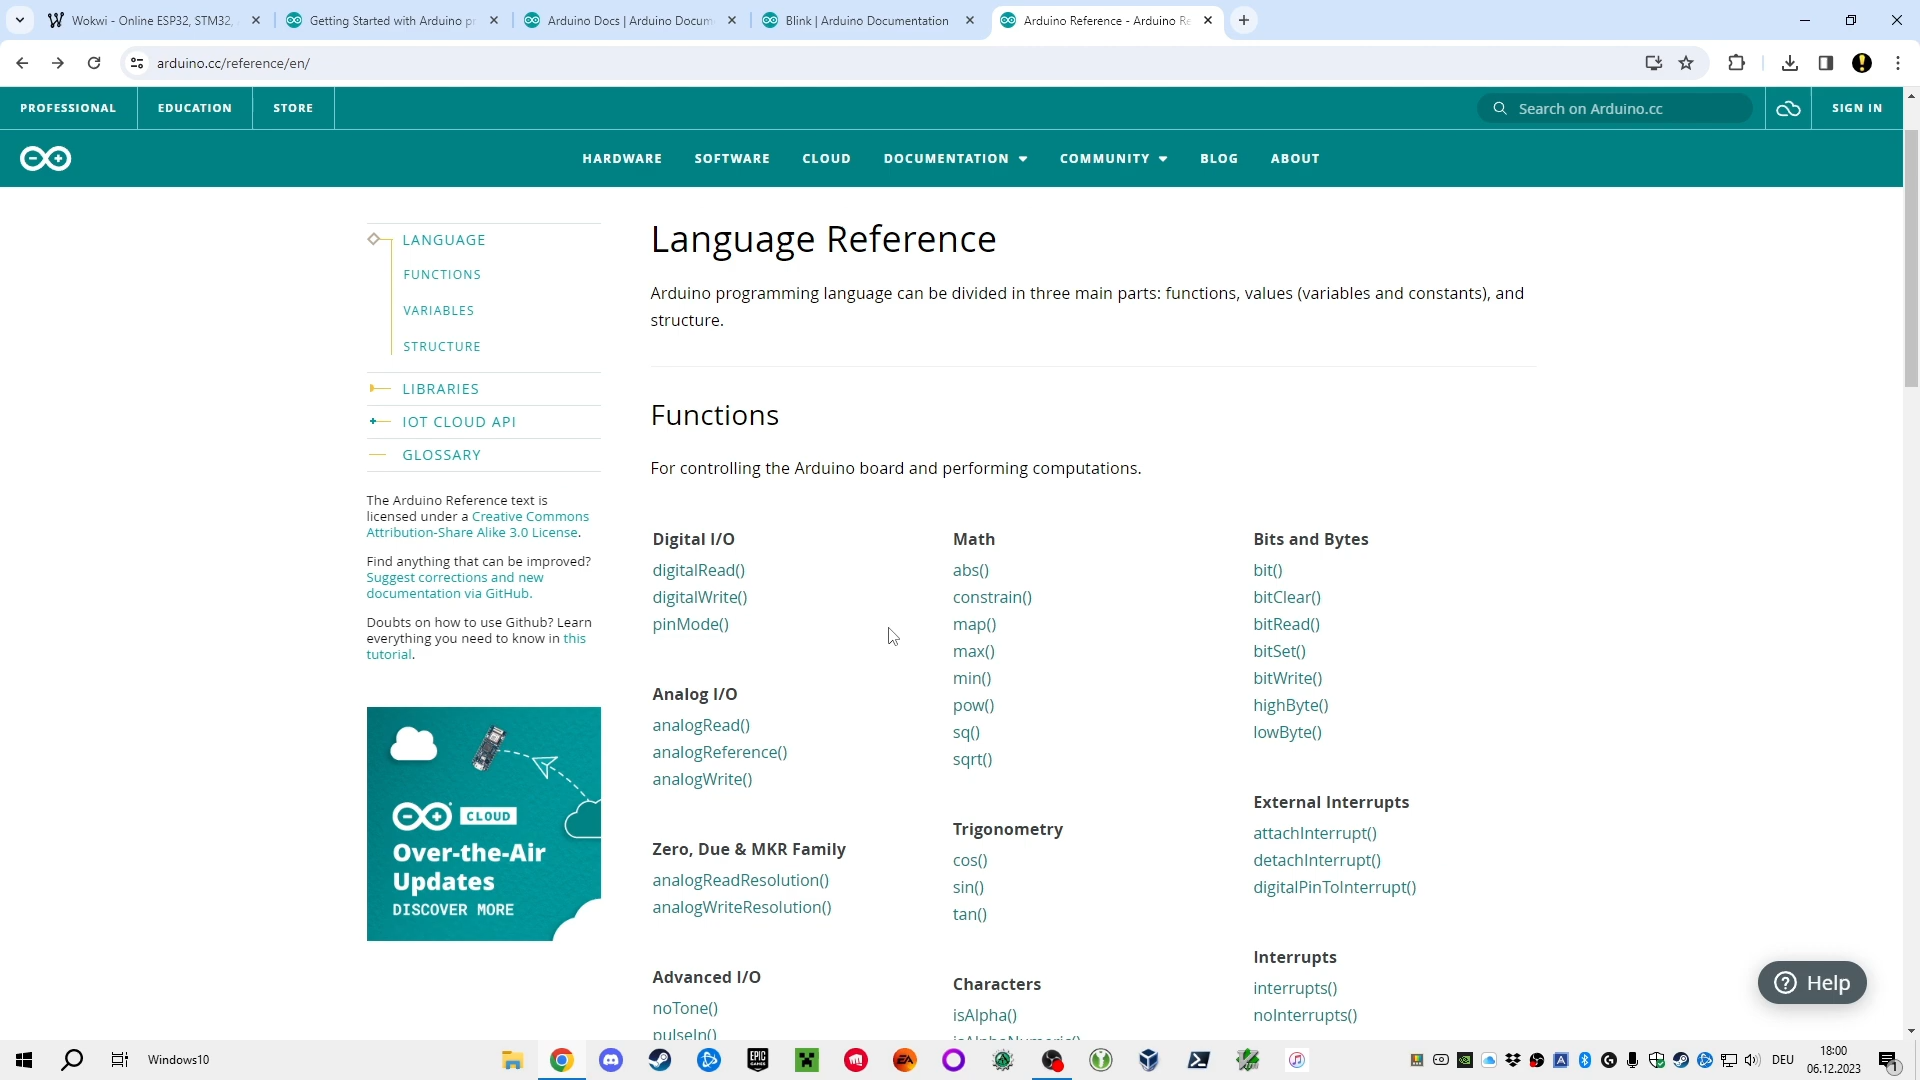 Wokwi - Online ESP32, STM32,
Getting Started with Arduino pr
Arduino Docs | Arduino Docum
Blink | Arduino Documentation
Arduino Reference - Arduino Re
arduino.cc/reference/en/
PROFESSIONAL
EDUCATION
STORE
Search on Arduino.cc
SIGN IN
HARDWARE
SOFTWARE
CLOUD
DOCUMENTATION
COMMUNITY
BLOG
ABOUT
LANGUAGE
FUNCTIONS
VARIABLES
STRUCTURE
LIBRARIES
IOT CLOUD API
GLOSSARY
The Arduino Reference text is
licensed under a Creative Commons
Attribution-Share Alike 3.0 License.
Find anything that can be improved?
Suggest corrections and new
documentation via GitHub.
Doubts on how to use Github? Learn
everything you need to know in this
tutorial.
CLOUD
Over-the-Air
Updates
DISCOVER MORE
Language Reference
Arduino programming language can be divided in three main parts: functions, values (variables and constants), and
structure.
Functions
For controlling the Arduino board and performing computations.
Digital I/O
digitalRead()
digitalWrite()
pinMode()
Analog I/O
analogRead()
analogReference()
analogWrite()
Zero, Due & MKR Family
analogReadResolution()
analogWriteResolution()
Advanced I/O
noTone()
pulseIn()
Math
abs()
constrain()
map()
max()
min()
pow()
sq()
sqrt()
Trigonometry
cos()
sin()
tan()
Characters
isAlpha()
isAlphaNumeric()
Bits and Bytes
bit()
bitClear()
bitRead()
bitSet()
bitWrite()
highByte()
lowByte()
External Interrupts
attachInterrupt()
detachInterrupt()
digitalPinToInterrupt()
Interrupts
interrupts()
noInterrupts()
Help
Windows10
EPIC
GAMES
EA
DEU
18:00
06.12.2023
1